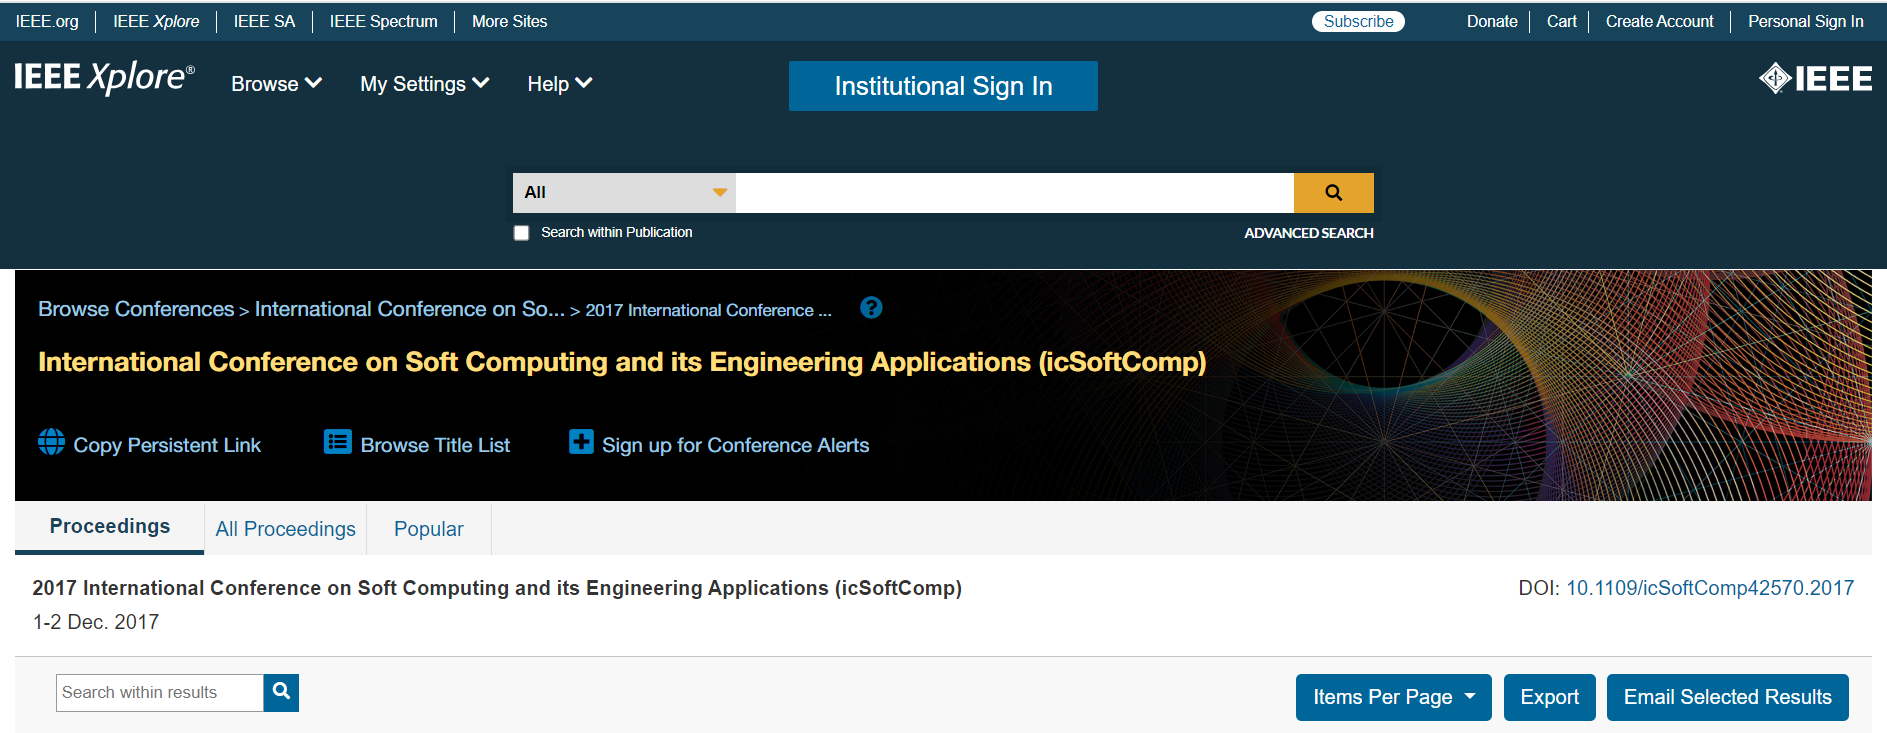 IEEE.org IEEE Xplore IEEE SA IEEE Spectrum More Sites Subscribe Donate Cart Create Account Personal Sign In
IEEE Xplore® Browse My Settings Help Institutional Sign In IEEE
All
Search within Publication ADVANCED SEARCH
Browse Conferences > International Conference on So... > 2017 International Conference ... ?
International Conference on Soft Computing and its Engineering Applications (icSoftComp)
Copy Persistent Link Browse Title List Sign up for Conference Alerts
Proceedings All Proceedings Popular
2017 International Conference on Soft Computing and its Engineering Applications (icSoftComp) DOI: 10.1109/icSoftComp42570.2017
1-2 Dec. 2017
Search within results Items Per Page Export Email Selected Results